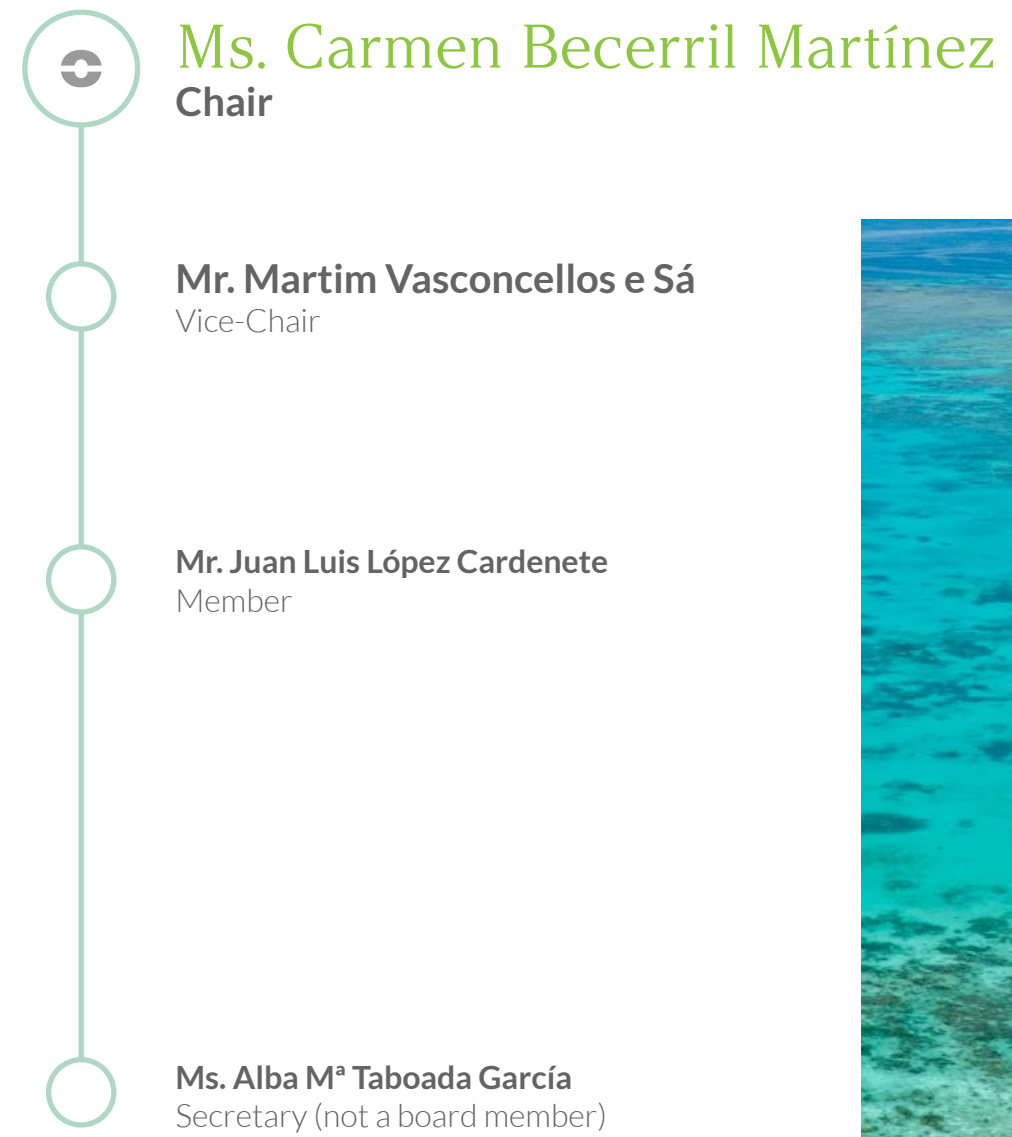 Ms. Carmen Becerril Martínez
Chair
Mr. Martim Vasconcellos e Sá
Vice-Chair
Mr. Juan Luis López Cardenete
Member
Ms. Alba Mª Taboada García
Secretary (not a board member)